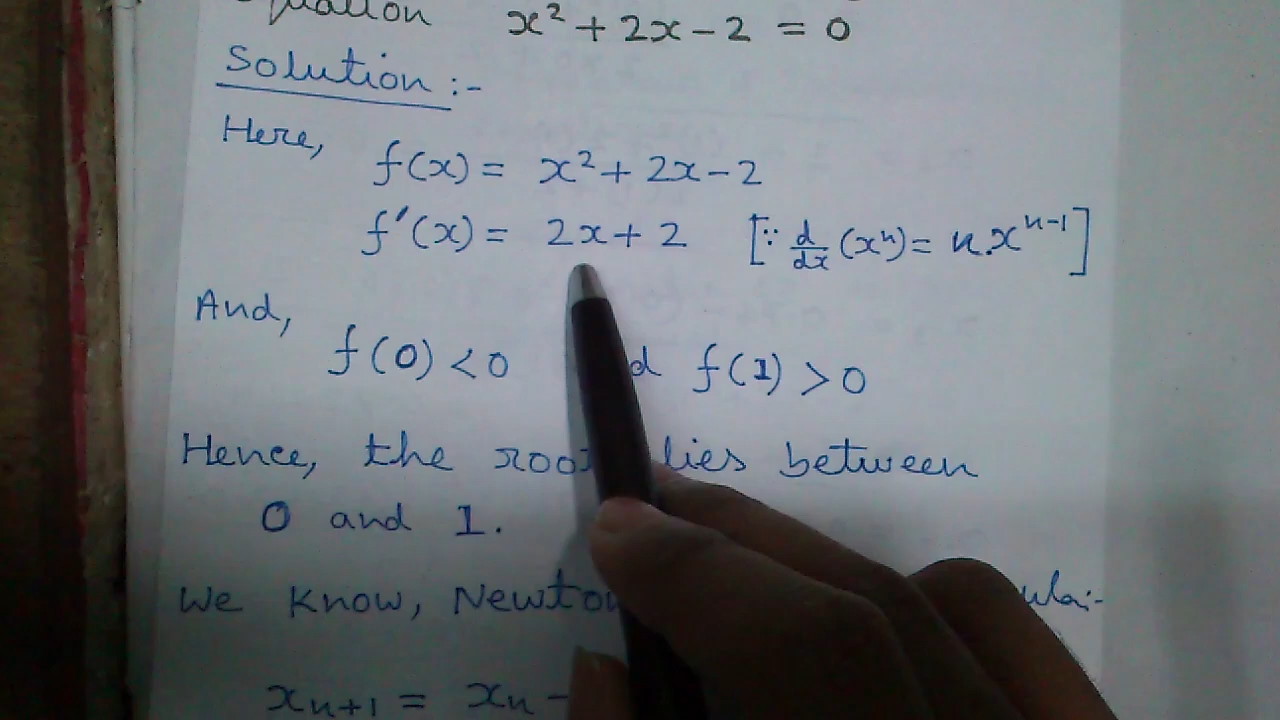 x² + 2x - 2 = 0
Solution :-
Here,
f(x) = x² + 2x - 2
f'(x) = 2x + 2 [∵ d/dx (xⁿ) = n.xⁿ⁻¹]
And,
f(0) < 0 f(1) > 0
Hence, the lies between
0 and 1.
We know,
xₙ₊₁ = xₙ -